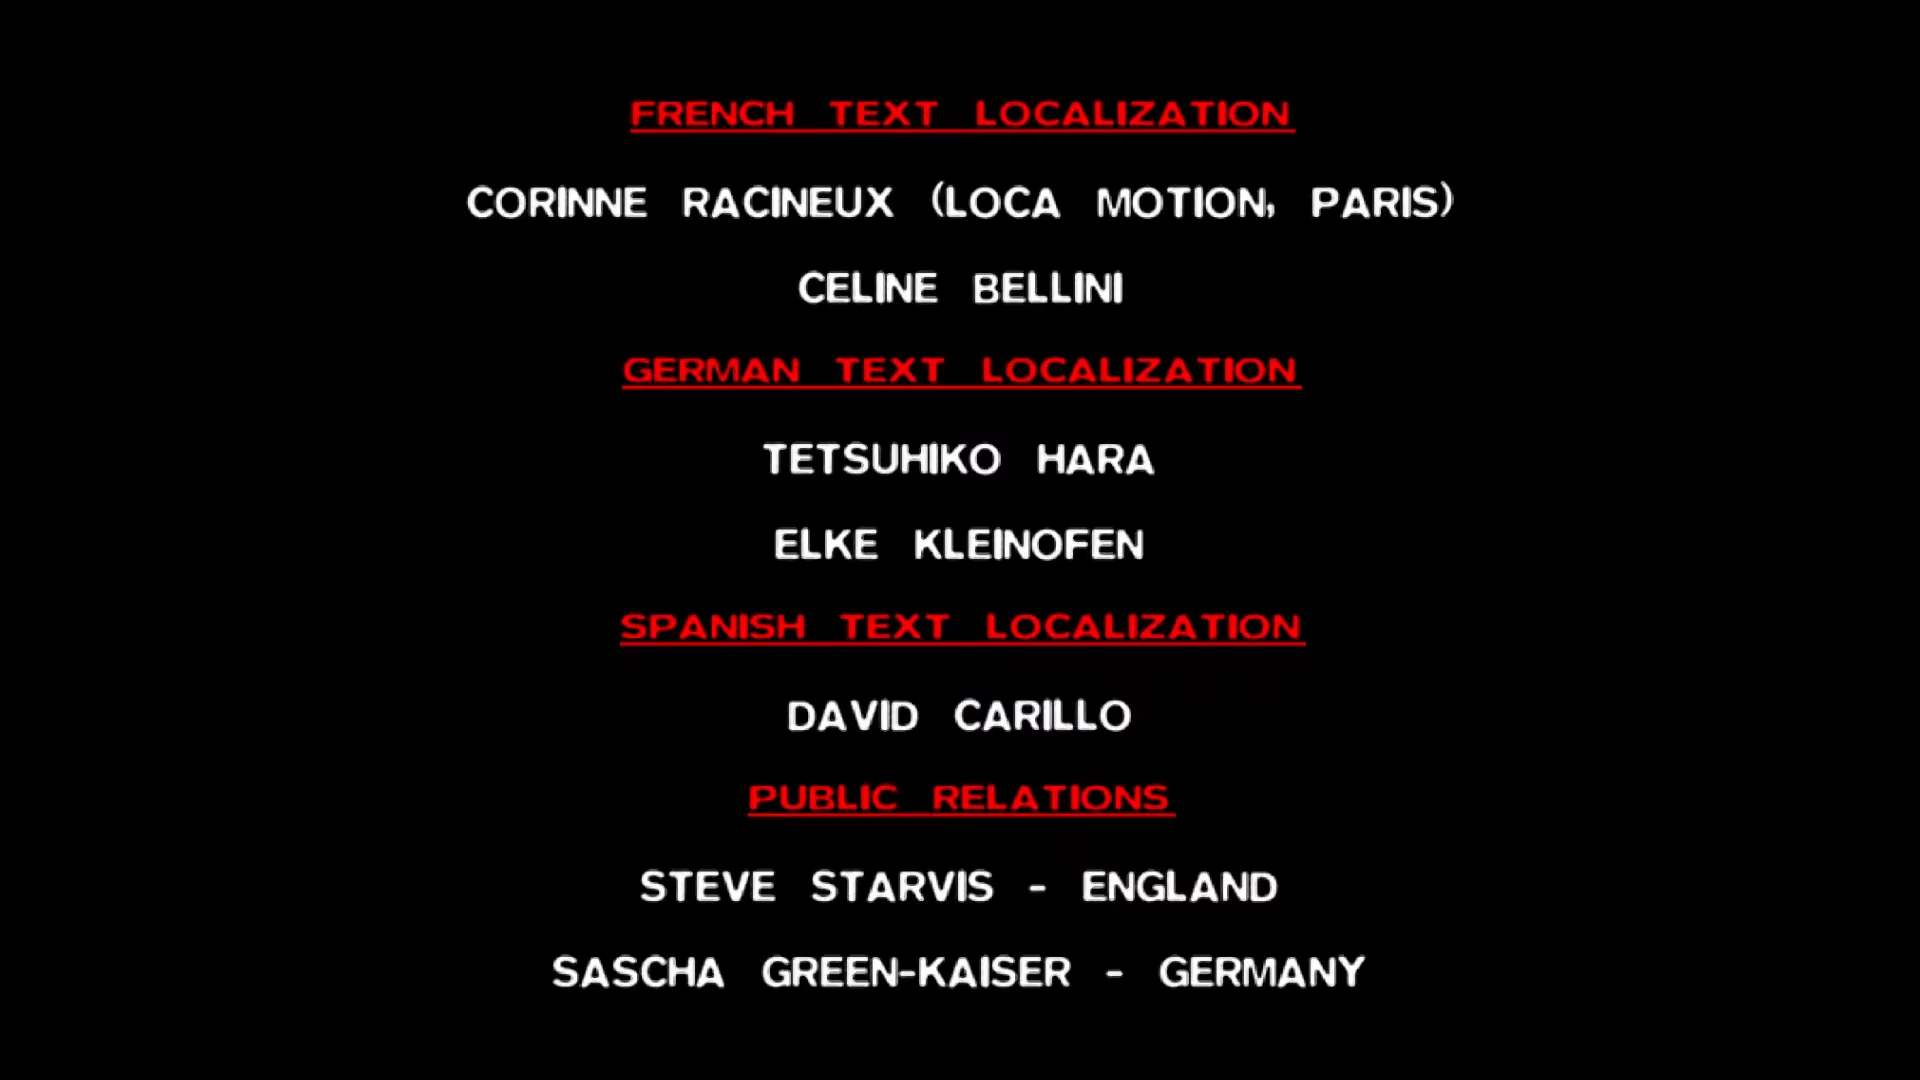 FRENCH TEXT LOCALIZATION
CORINNE RACINEUX (LOCA MOTION, PARIS)
CELINE BELLINI
GERMAN TEXT LOCALIZATION
TETSUHIKO HARA
ELKE KLEINOFEN
SPANISH TEXT LOCALIZATION
DAVID CARILLO
PUBLIC RELATIONS
STEVE STARVIS - ENGLAND
SASCHA GREEN-KAISER - GERMANY